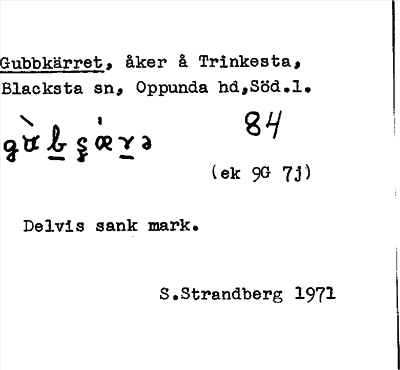 Gubbkärret, åker å Trinkesta,
Blacksta sn, Oppunda hd,Söd.l.
84
(ek 9G 7j)
Delvis sank mark.
S.Strandberg 1971